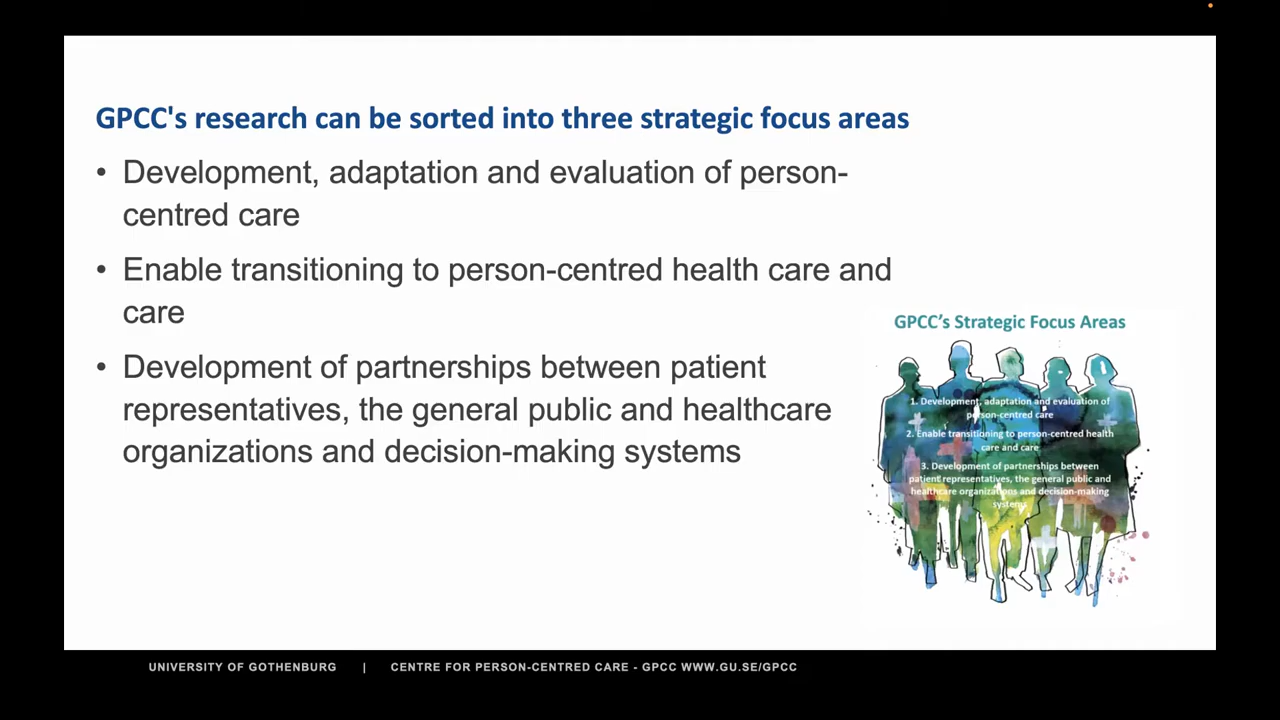 GPCC's research can be sorted into three strategic focus areas
• Development, adaptation and evaluation of person-
centred care
• Enable transitioning to person-centred health care and
care
• Development of partnerships between patient
representatives, the general public and healthcare
organizations and decision-making systems
GPCC’s Strategic Focus Areas
1. Development, adaptation and evaluation of
person-centred care
2. Enable transitioning to person-centred health
care and care
3. Development of partnerships between
patient representatives, the general public and
healthcare organizations and decision-making
systems
UNIVERSITY OF GOTHENBURG | CENTRE FOR PERSON-CENTRED CARE - GPCC WWW.GU.SE/GPCC